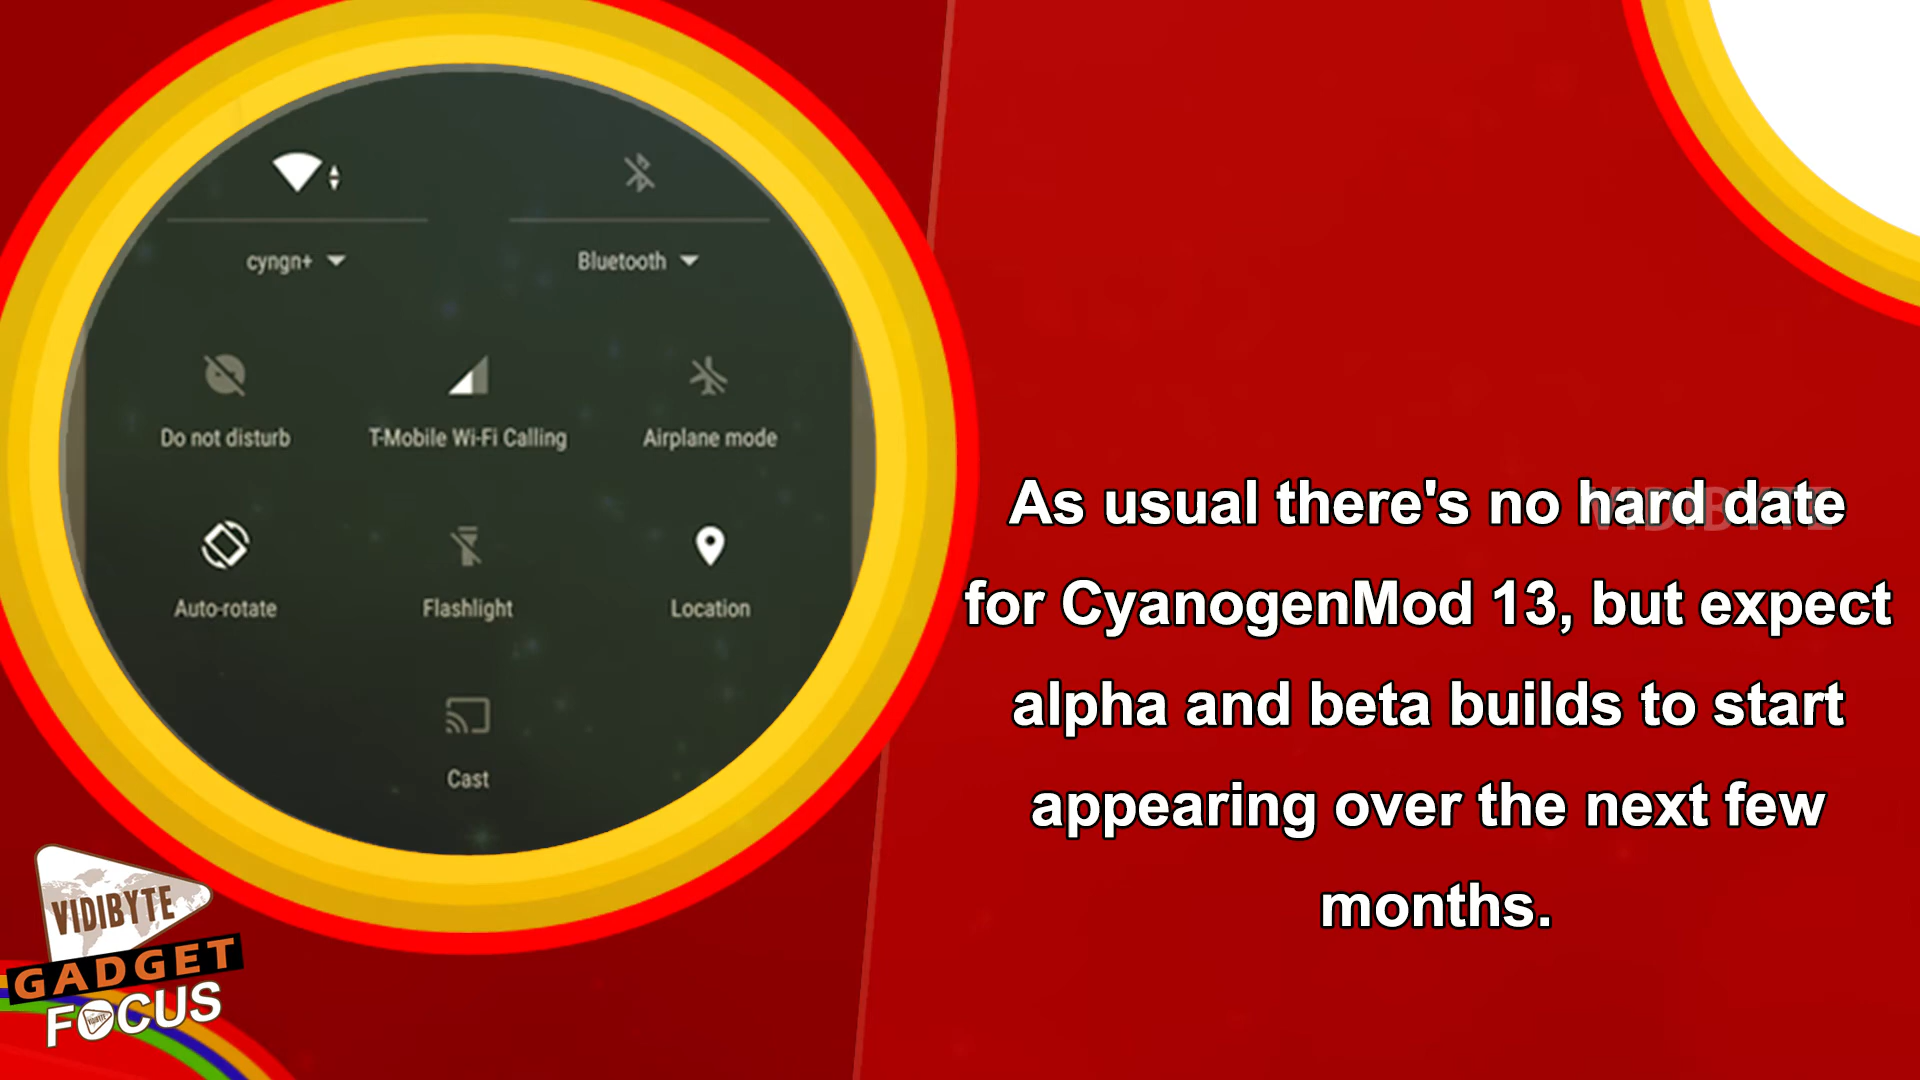 cyngn+
Bluetooth
Do not disturb
T-Mobile Wi-Fi Calling
Airplane mode
Auto-rotate
Flashlight
Location
Cast
VIDIBYTE
As usual there's no hard date
for CyanogenMod 13, but expect
alpha and beta builds to start
appearing over the next few
months.
VIDIBYTE
GADGET
FOCUS